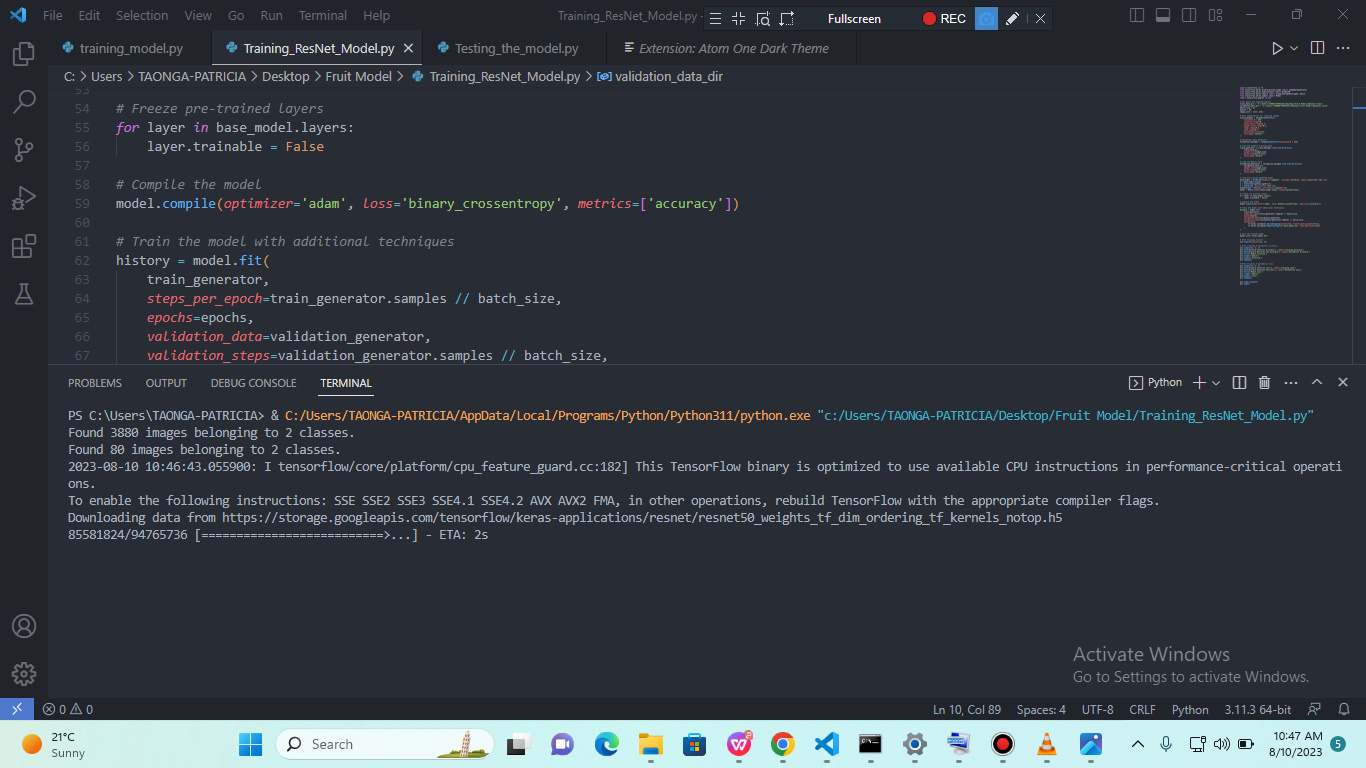 File Edit Selection View Go Run Terminal Help
Training_ResNet_Model.py -
Fullscreen
REC
training_model.py
Training_ResNet_Model.py
Testing_the_model.py
Extension: Atom One Dark Theme
C: > Users > TAONGA-PATRICIA > Desktop > Fruit Model > Training_ResNet_Model.py > validation_data_dir
53
54 # Freeze pre-trained layers
55 for layer in base_model.layers:
56 layer.trainable = False
57
58 # Compile the model
59 model.compile(optimizer='adam', loss='binary_crossentropy', metrics=['accuracy'])
60
61 # Train the model with additional techniques
62 history = model.fit(
63 train_generator,
64 steps_per_epoch=train_generator.samples // batch_size,
65 epochs=epochs,
66 validation_data=validation_generator,
67 validation_steps=validation_generator.samples // batch_size,
PROBLEMS OUTPUT DEBUG CONSOLE TERMINAL
Python
PS C:\Users\TAONGA-PATRICIA> & C:/Users/TAONGA-PATRICIA/AppData/Local/Programs/Python/Python311/python.exe "c:/Users/TAONGA-PATRICIA/Desktop/Fruit Model/Training_ResNet_Model.py"
Found 3880 images belonging to 2 classes.
Found 80 images belonging to 2 classes.
2023-08-10 10:46:43.055900: I tensorflow/core/platform/cpu_feature_guard.cc:182] This TensorFlow binary is optimized to use available CPU instructions in performance-critical operati
ons.
To enable the following instructions: SSE SSE2 SSE3 SSE4.1 SSE4.2 AVX AVX2 FMA, in other operations, rebuild TensorFlow with the appropriate compiler flags.
Downloading data from https://storage.googleapis.com/tensorflow/keras-applications/resnet/resnet50_weights_tf_dim_ordering_tf_kernels_notop.h5
85581824/94765736 [==========================>...] - ETA: 2s
Activate Windows
Go to Settings to activate Windows.
0 0
Ln 10, Col 89 Spaces: 4 UTF-8 CRLF Python 3.11.3 64-bit
21°C
Sunny
Search
10:47 AM
8/10/2023
5